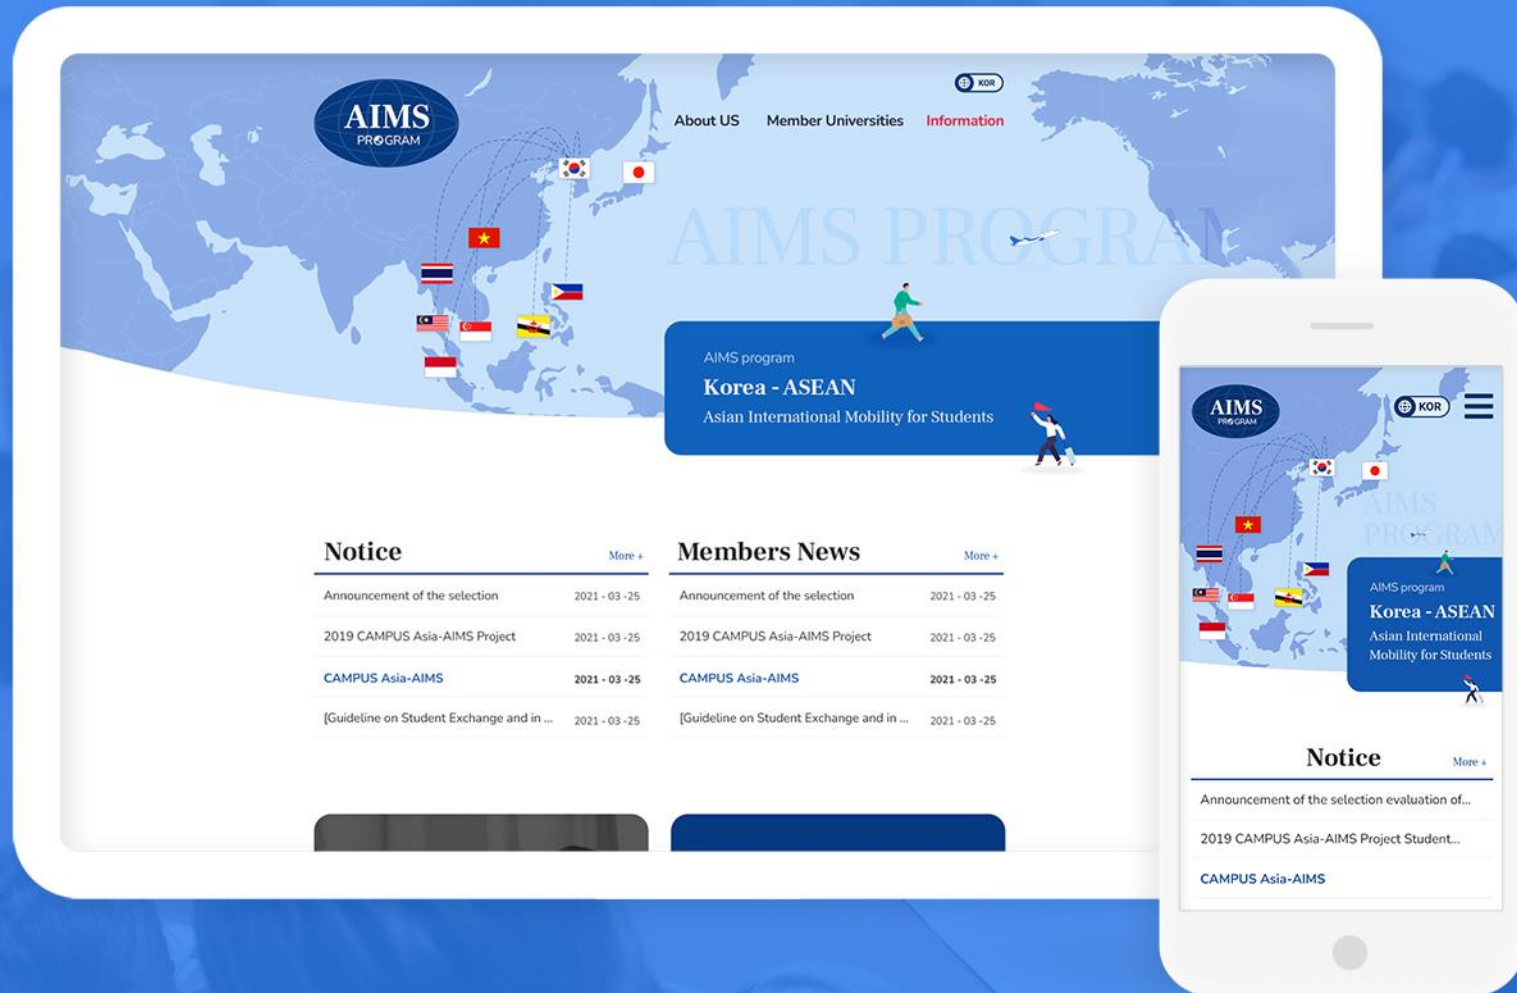 AIMS
PROGRAM
KOR
About US Member Universities Information
AIMS PROGRAM
AIMS program
Korea - ASEAN
Asian International Mobility for Students
Notice More +
Announcement of the selection 2021 - 03 -25
2019 CAMPUS Asia-AIMS Project 2021 - 03 -25
CAMPUS Asia-AIMS 2021 - 03 -25
[Guideline on Student Exchange and in ... 2021 - 03 -25
Members News More +
Announcement of the selection 2021 - 03 -25
2019 CAMPUS Asia-AIMS Project 2021 - 03 -25
CAMPUS Asia-AIMS 2021 - 03 -25
[Guideline on Student Exchange and in ... 2021 - 03 -25
AIMS
PROGRAM
KOR
AIMS
PROGRAM
AIMS program
Korea - ASEAN
Asian International
Mobility for Students
Notice More +
Announcement of the selection evaluation of...
2019 CAMPUS Asia-AIMS Project Student...
CAMPUS Asia-AIMS